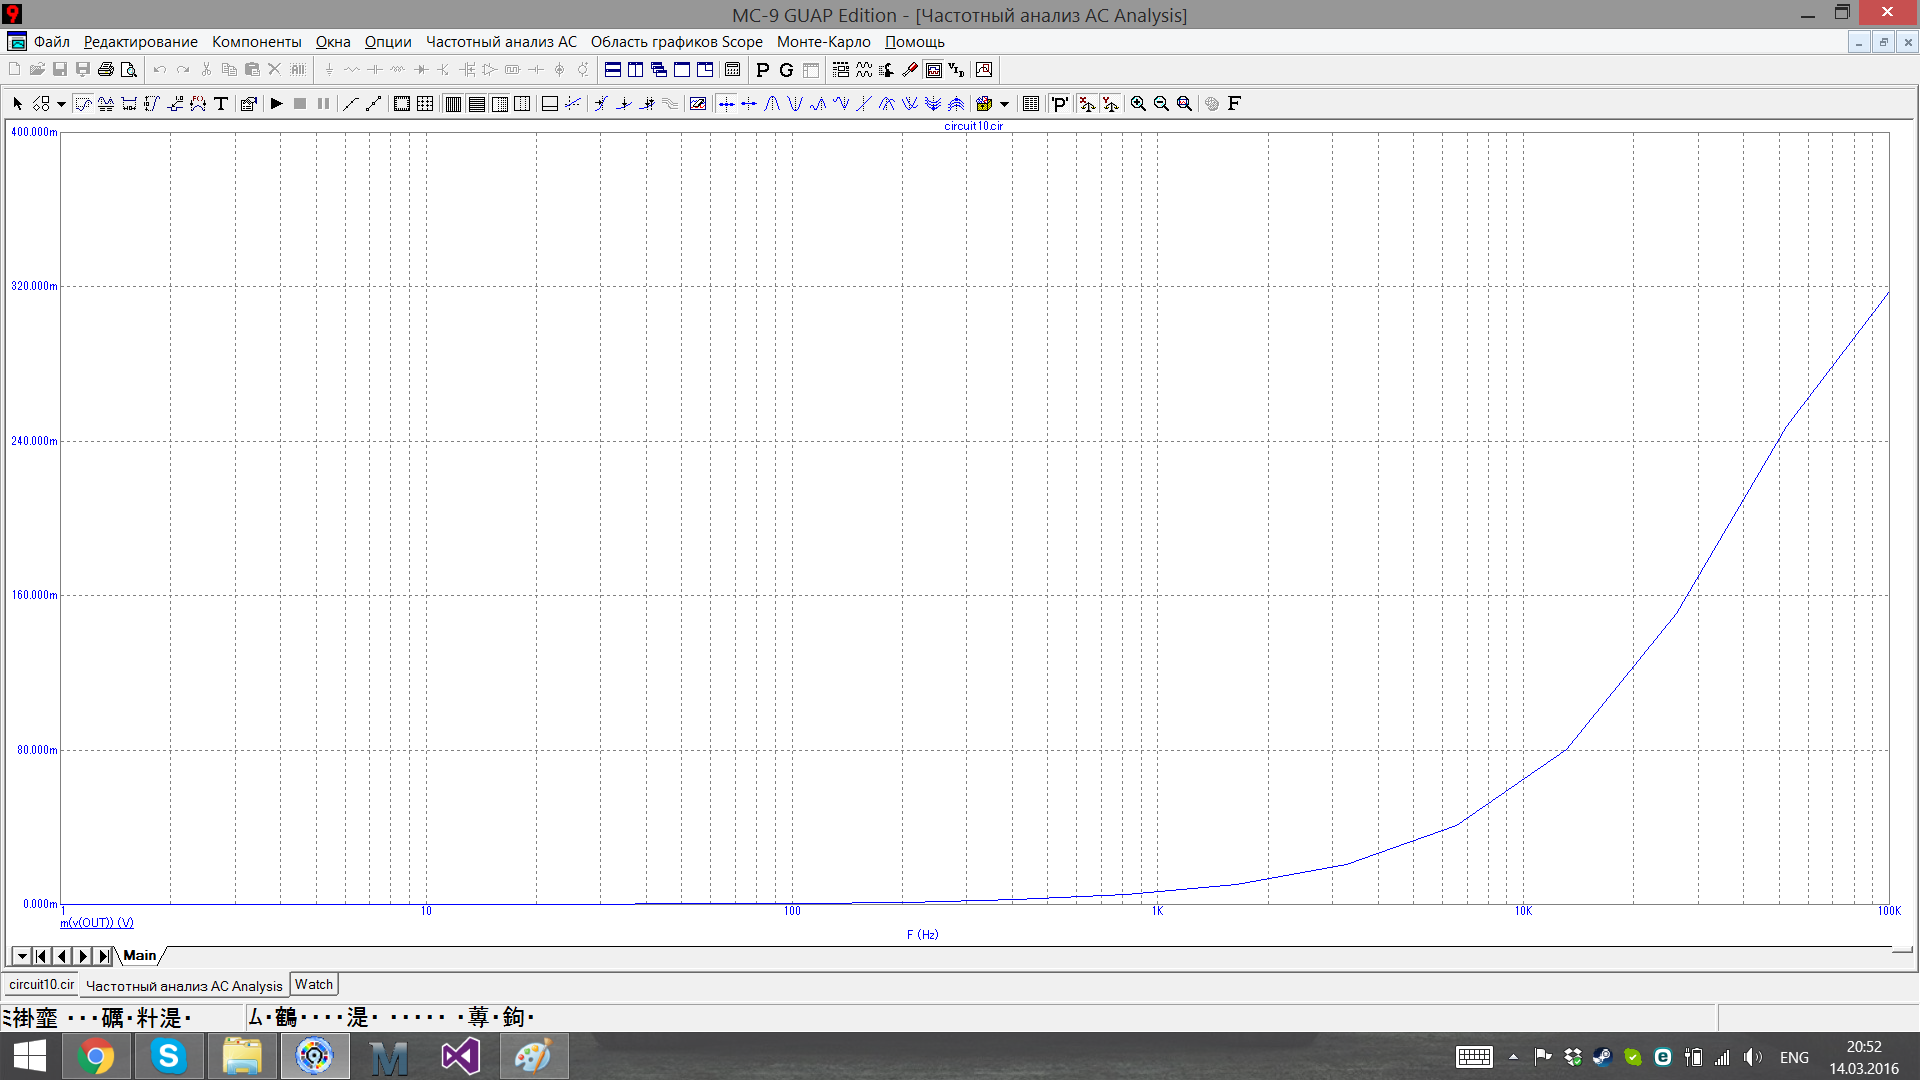 MC-9 GUAP Edition - [Частотный анализ AC Analysis]
Файл Редактирование Компоненты Окна Опции Частотный анализ AC Область графиков Scope Монте-Карло Помощь
circuit10.cir
400.000m
320.000m
240.000m
160.000m
80.000m
0.000m
1 10 100 1K 10K 100K
m(v(OUT)) (V)
F (Hz)
Main
circuit10.cir Частотный анализ AC Analysis Watch
ENG
20:52
14.03.2016